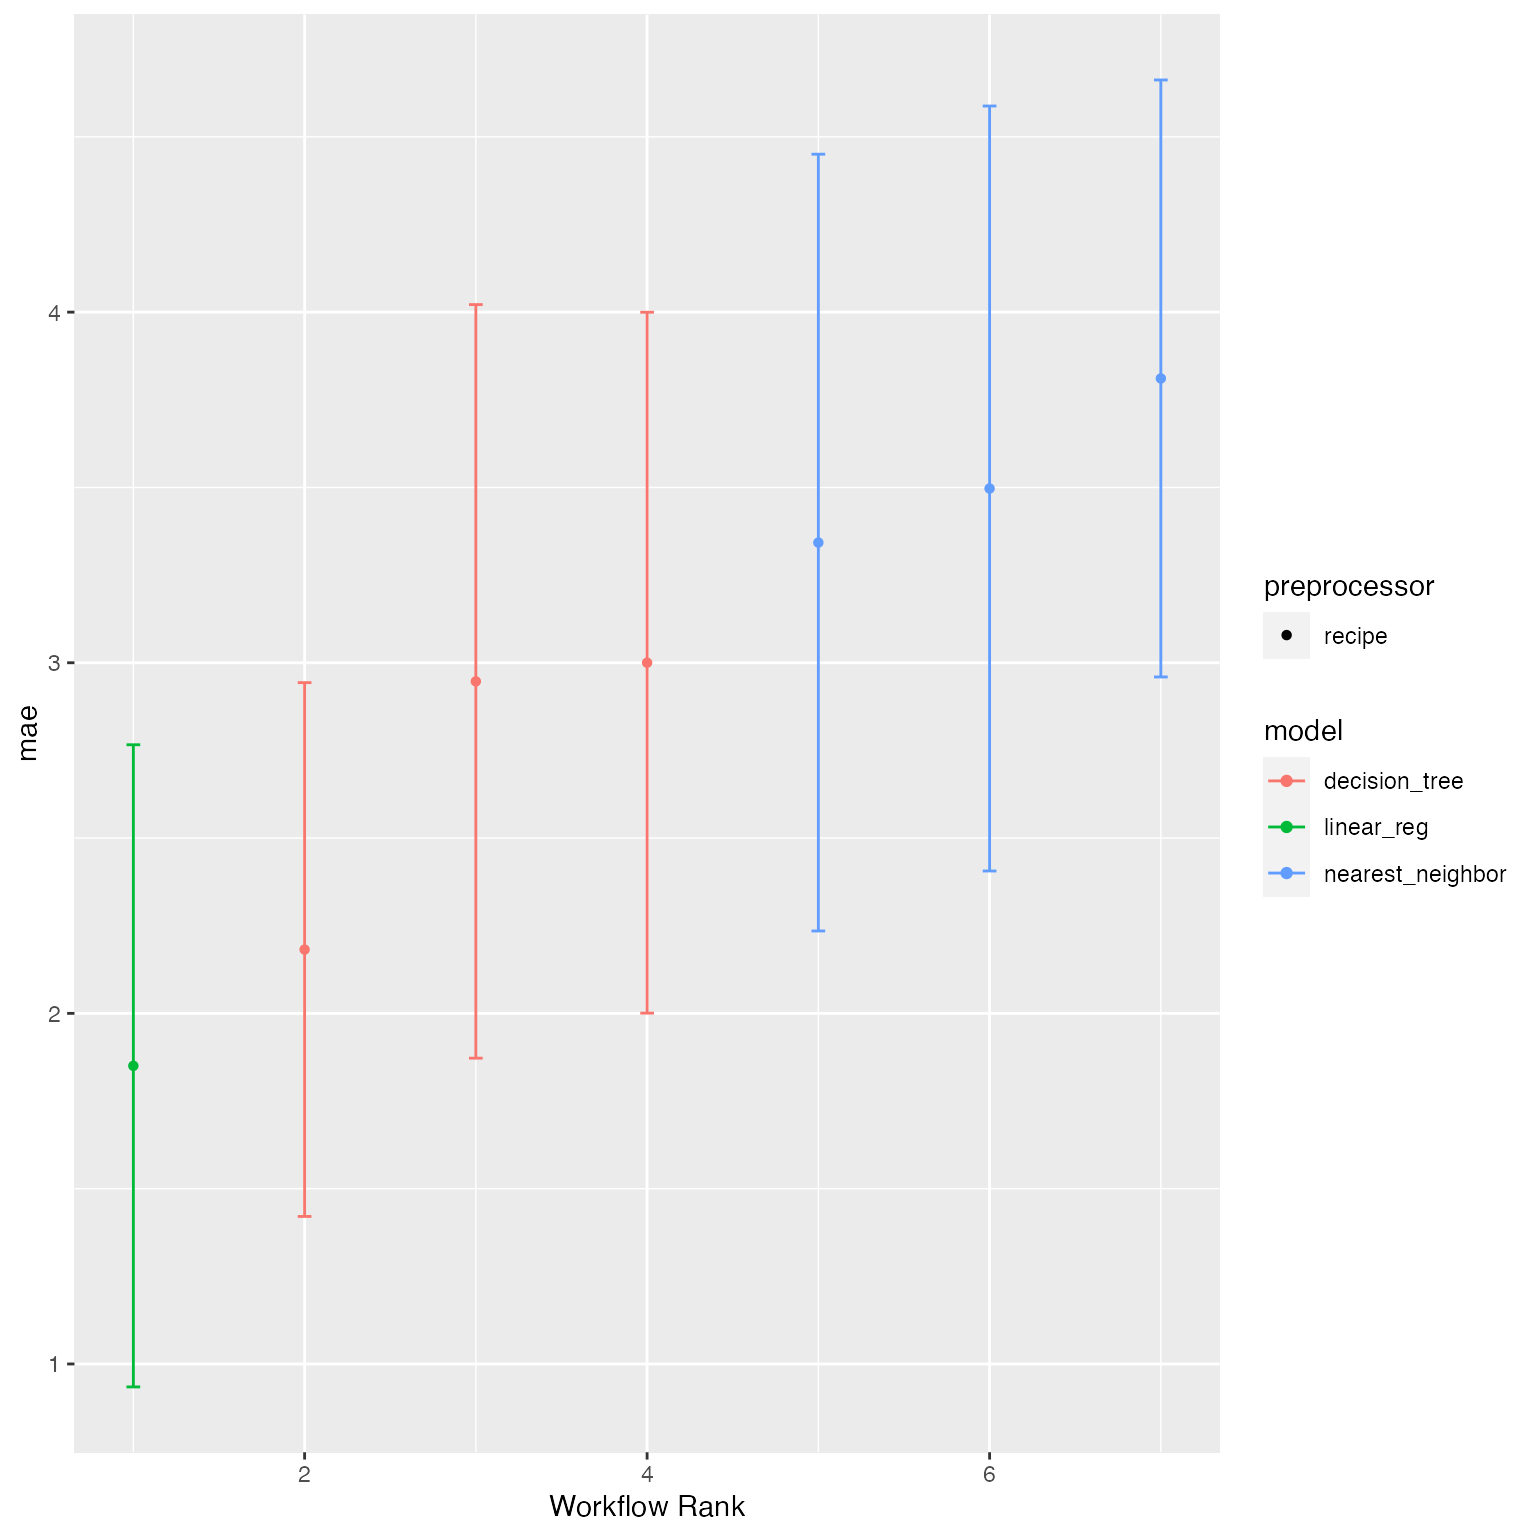 mae
4
3
2
1
2
4
6
Workflow Rank
preprocessor
recipe
model
decision_tree
linear_reg
nearest_neighbor